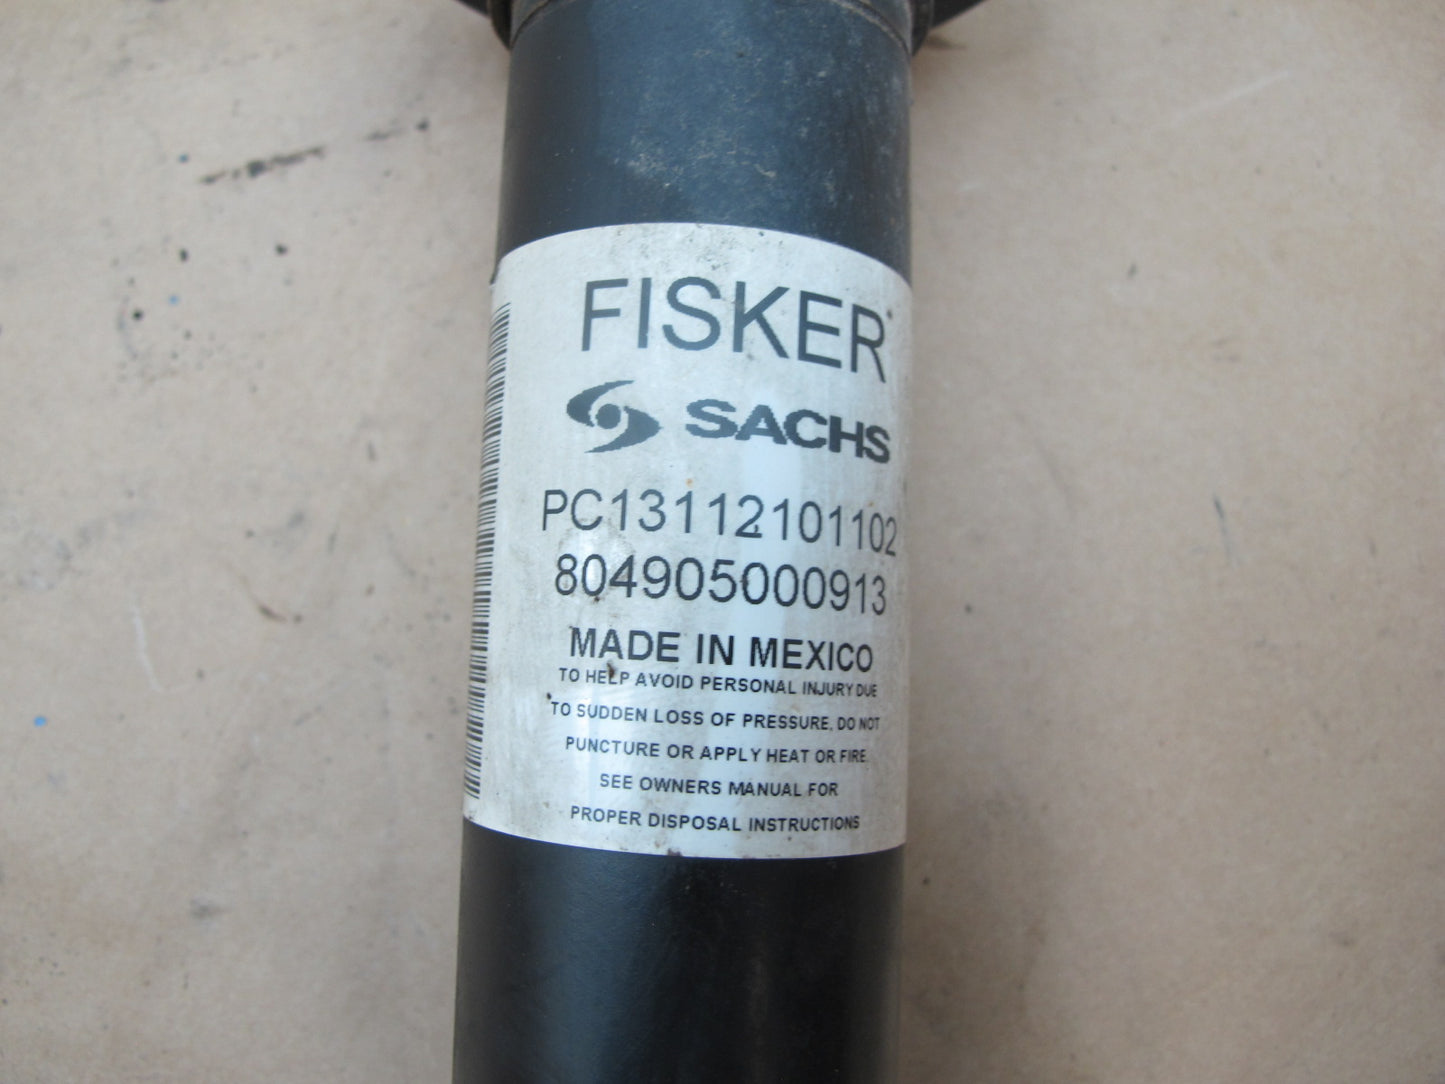 FISKER
SACHS
PC13112101102
804905000913
MADE IN MEXICO
TO HELP AVOID PERSONAL INJURY DUE
TO SUDDEN LOSS OF PRESSURE, DO NOT
PUNCTURE OR APPLY HEAT OR FIRE.
SEE OWNERS MANUAL FOR
PROPER DISPOSAL INSTRUCTIONS